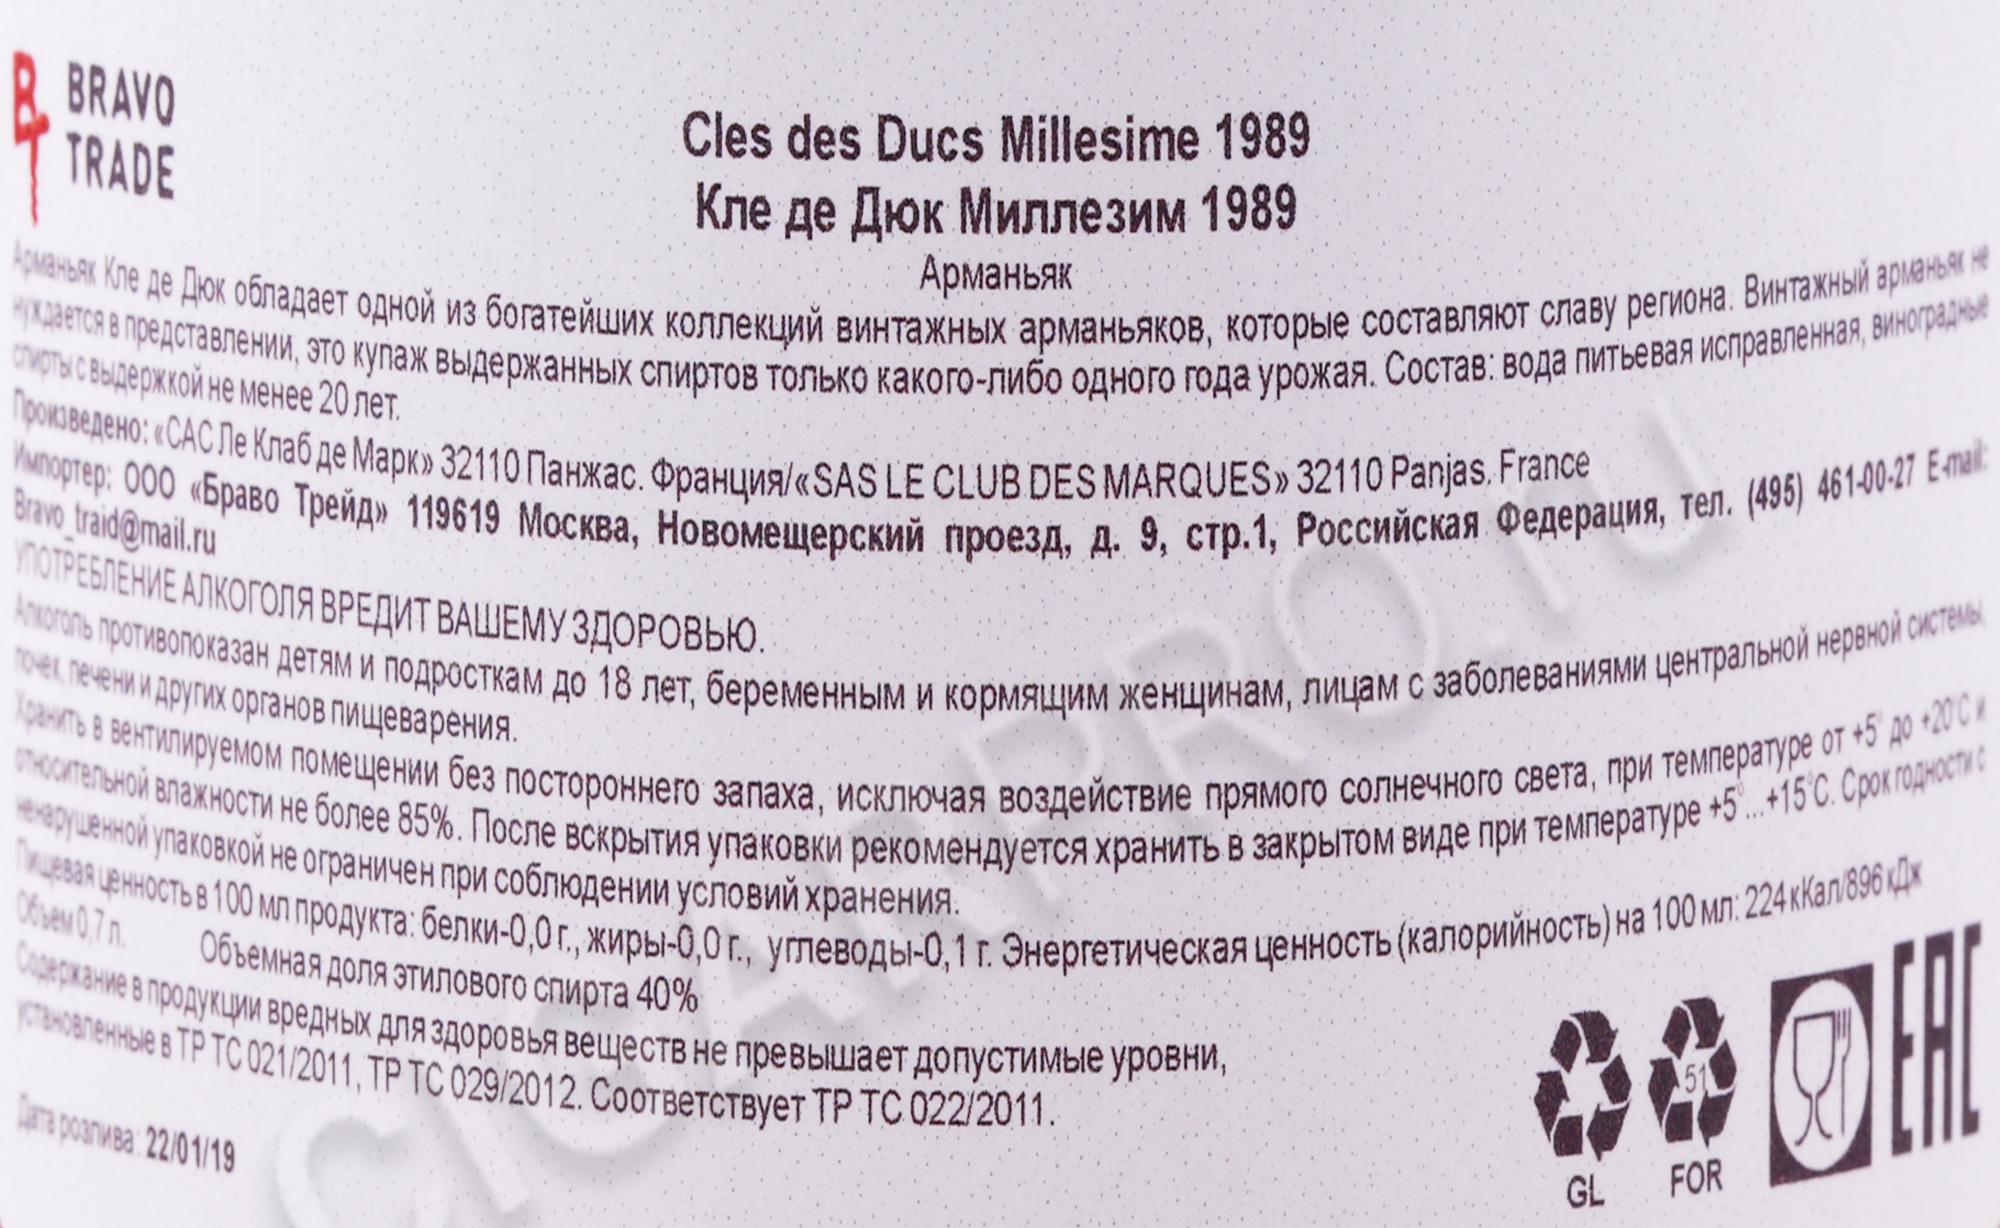 BRAVO
TRADE
Cles des Ducs Millesime 1989
Кле де Дюк Миллезим 1989
Арманьяк
Арманьяк Кле де Дюк обладает одной из богатейших коллекций винтажных арманьяков, которые составляют славу региона. Винтажный арманьяк не
нуждается в представлении, это купаж выдержанных спиртов только какого-либо одного года урожая. Состав: вода питьевая исправленная, виноградные
спирты с выдержкой не менее 20 лет.
Произведено: «САС Ле Клаб де Марк» 32110 Панжас. Франция/«SAS LE CLUB DES MARQUES» 32110 Panjas. France
Импортер: ООО «Браво Трейд» 119619 Москва, Новомещерский проезд, д. 9, стр.1, Российская Федерация, тел. (495) 461-00-27 E-mail:
Bravo_traid@mail.ru
УПОТРЕБЛЕНИЕ АЛКОГОЛЯ ВРЕДИТ ВАШЕМУ ЗДОРОВЬЮ.
Алкоголь противопоказан детям и подросткам до 18 лет, беременным и кормящим женщинам, лицам с заболеваниями центральной нервной системы,
почек, печени и других органов пищеварения.
Хранить в вентилируемом помещении без постороннего запаха, исключая воздействие прямого солнечного света, при температуре от +5° до +20°С и
относительной влажности не более 85%. После вскрытия упаковки рекомендуется хранить в закрытом виде при температуре +5°...+15°С. Срок годности с
ненарушенной упаковкой не ограничен при соблюдении условий хранения.
Пищевая ценность в 100 мл продукта: белки-0,0 г., жиры-0,0 г., углеводы-0,1 г. Энергетическая ценность (калорийность) на 100 мл: 224 кКал/896 кДж
Объем 0,7 л. Объемная доля этилового спирта 40%
Содержание в продукции вредных для здоровья веществ не превышает допустимые уровни,
установленные в ТР ТС 021/2011, ТР ТС 029/2012. Соответствует ТР ТС 022/2011.
Дата розлива: 22/01/19
51
GL FOR
EAC
CIGARPRO.ru